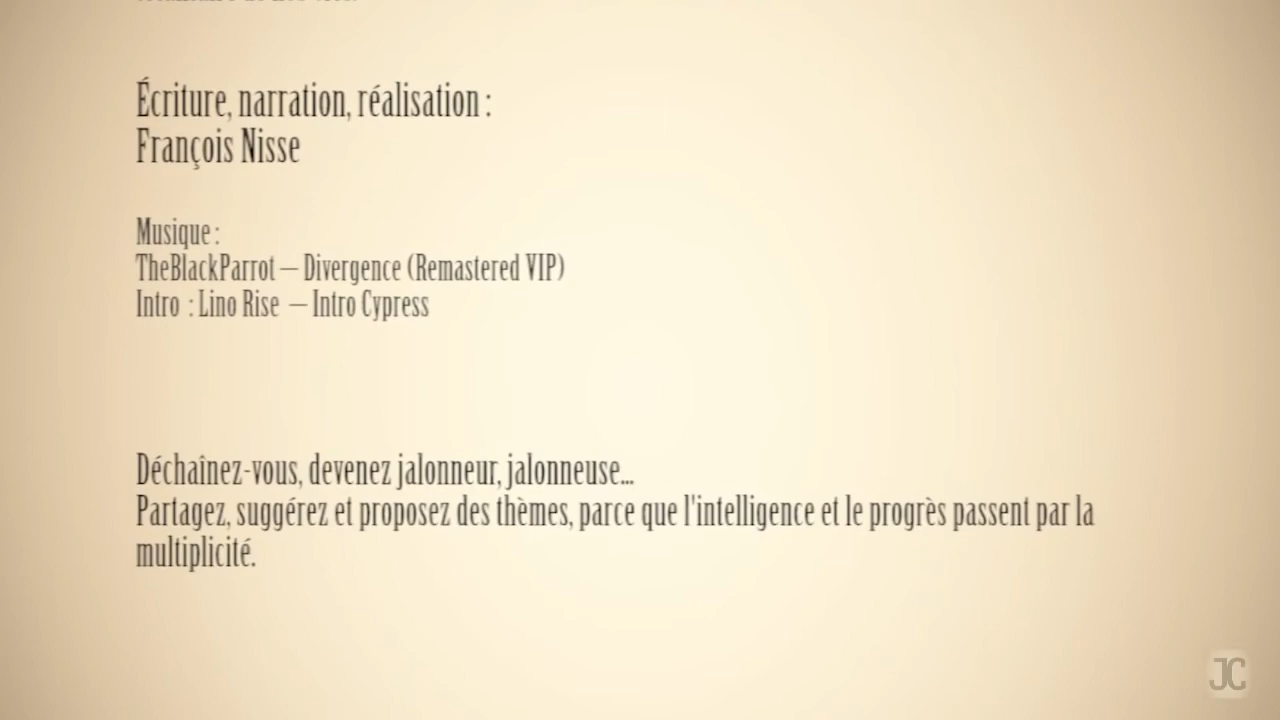 Écriture, narration, réalisation :
François Nisse
Musique :
TheBlackParrot – Divergence (Remastered VIP)
Intro : Lino Rise – Intro Cypress
Déchaînez-vous, devenez jalonneur, jalonneuse...
Partagez, suggérez et proposez des thèmes, parce que l'intelligence et le progrès passent par la
multiplicité.
JC